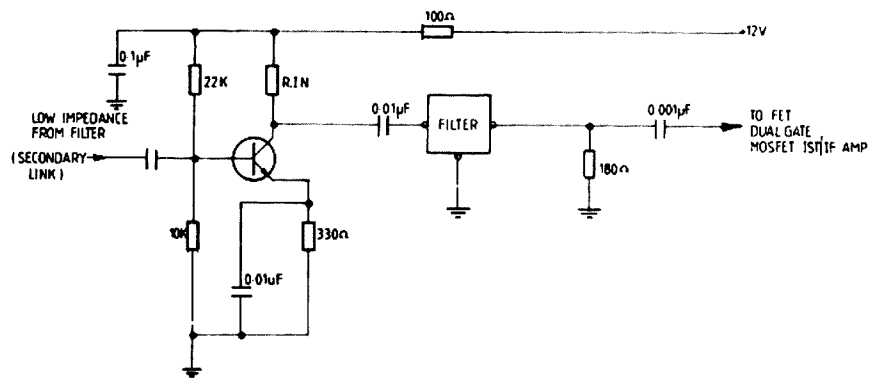 100Ω
12V
0·1µF
22K
R.IN
0·01µF
FILTER
0·001µF
TO FET
DUAL GATE
MOSFET 1ST/IF AMP
LOW IMPEDANCE
FROM FILTER
(SECONDARY
LINK)
180Ω
10K
330Ω
0·01uF